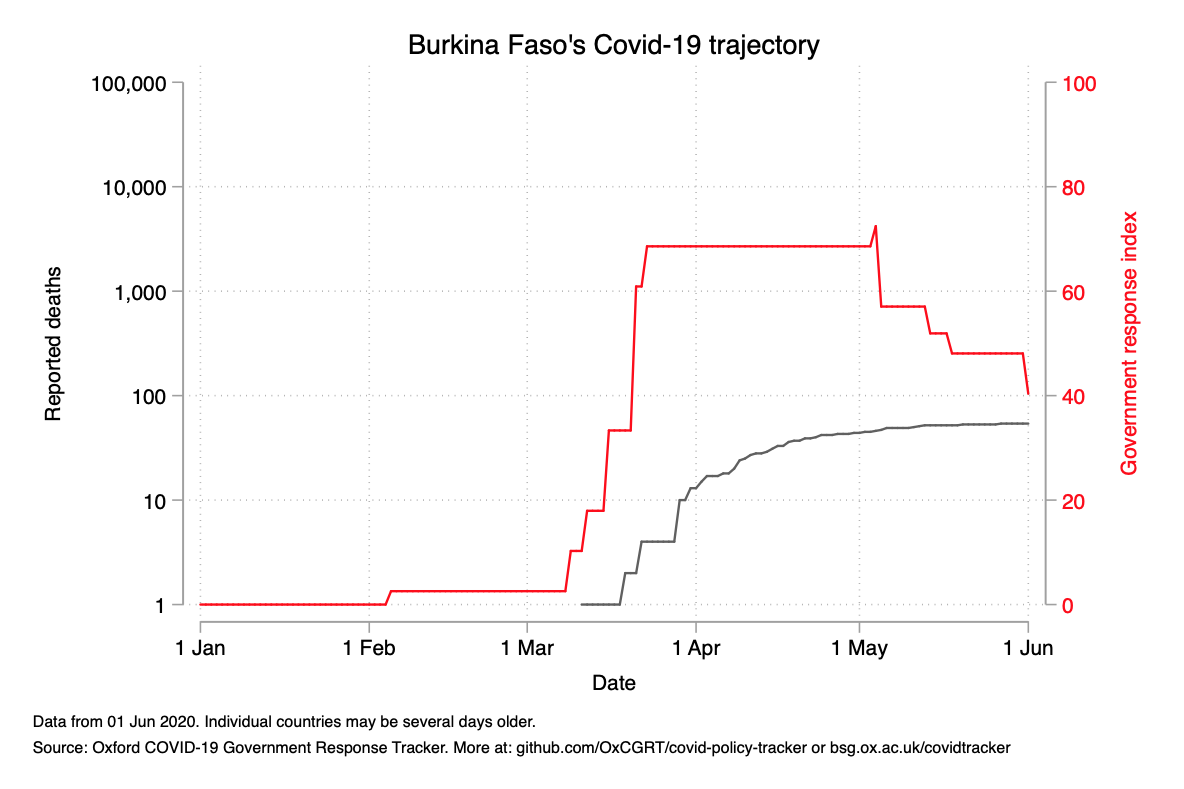 Burkina Faso's Covid-19 trajectory
100,000
10,000
1,000
100
10
1
Reported deaths
100
80
60
40
20
0
Government response index
1 Jan
1 Feb
1 Mar
1 Apr
1 May
1 Jun
Date
Data from 01 Jun 2020. Individual countries may be several days older.
Source: Oxford COVID-19 Government Response Tracker. More at: github.com/OxCGRT/covid-policy-tracker or bsg.ox.ac.uk/covidtracker